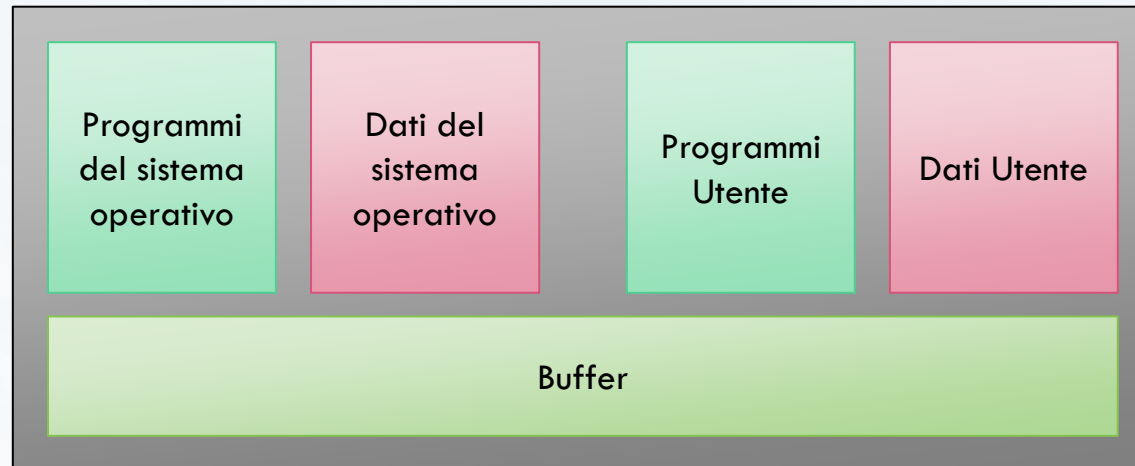 Programmi
del sistema
operativo
Dati del
sistema
operativo
Programmi
Utente
Dati Utente
Buffer